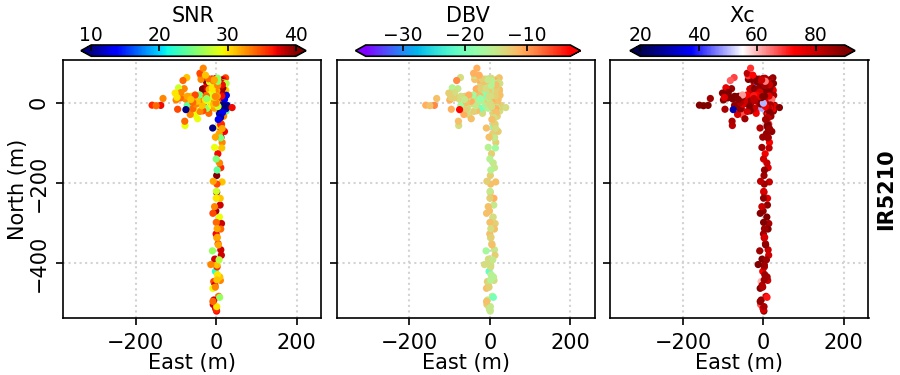 SNR DBV Xc
10 20 30 40 −30 −20 −10 20 40 60 80
North (m)
0
−200
−400
IR5210
−200 0 200 −200 0 200 −200 0 200
East (m) East (m) East (m)